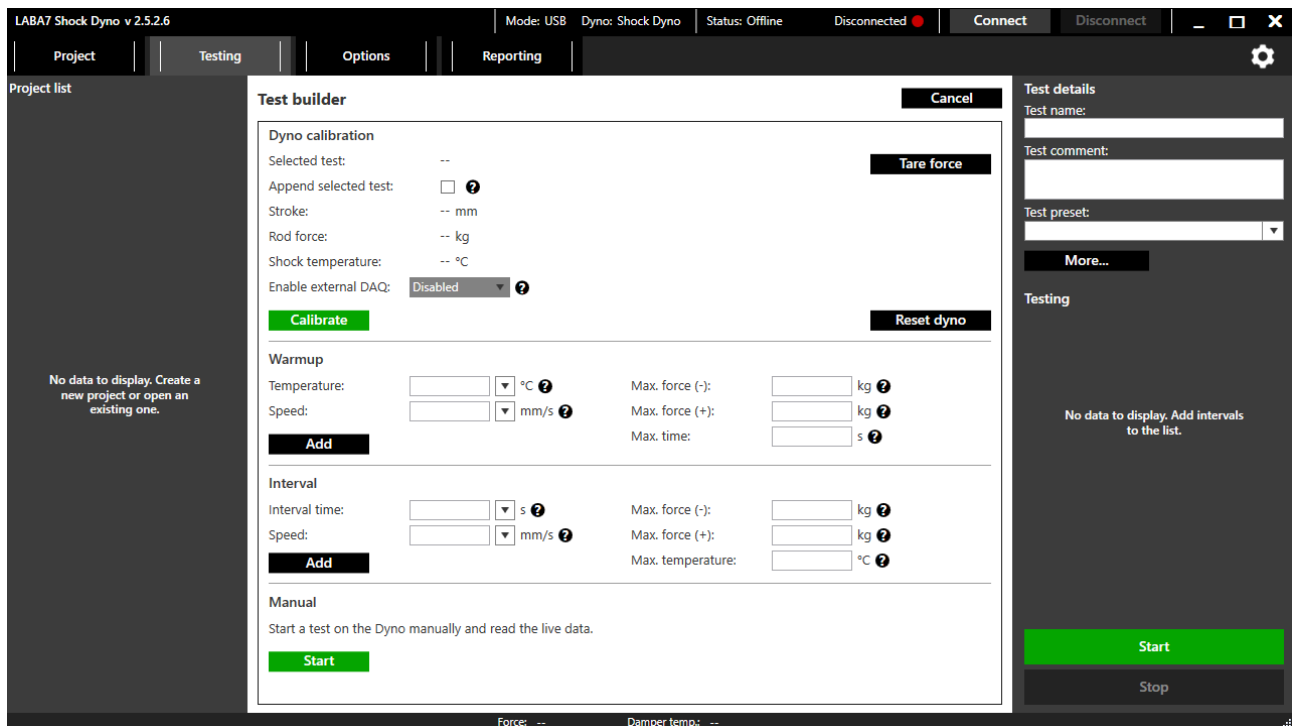 LABA7 Shock Dyno v 2.5.2.6
Mode: USB Dyno: Shock Dyno Status: Offline Disconnected Connect Disconnect
Project Testing Options Reporting
Project list
No data to display. Create a
new project or open an
existing one.
Test builder Cancel
Dyno calibration
Selected test: --
Tare force
Append selected test: ?
Stroke: -- mm
Rod force: -- kg
Shock temperature: -- °C
Enable external DAQ: Disabled ?
Calibrate Reset dyno
Warmup
Temperature: °C ? Max. force (-): kg ?
Speed: mm/s ? Max. force (+): kg ?
Add Max. time: s ?
Interval
Interval time: s ? Max. force (-): kg ?
Speed: mm/s ? Max. force (+): kg ?
Add Max. temperature: °C ?
Manual
Start a test on the Dyno manually and read the live data.
Start
Test details
Test name:
Test comment:
Test preset:
More...
Testing
No data to display. Add intervals
to the list.
Start
Stop
Force: -- Damper temp.: --